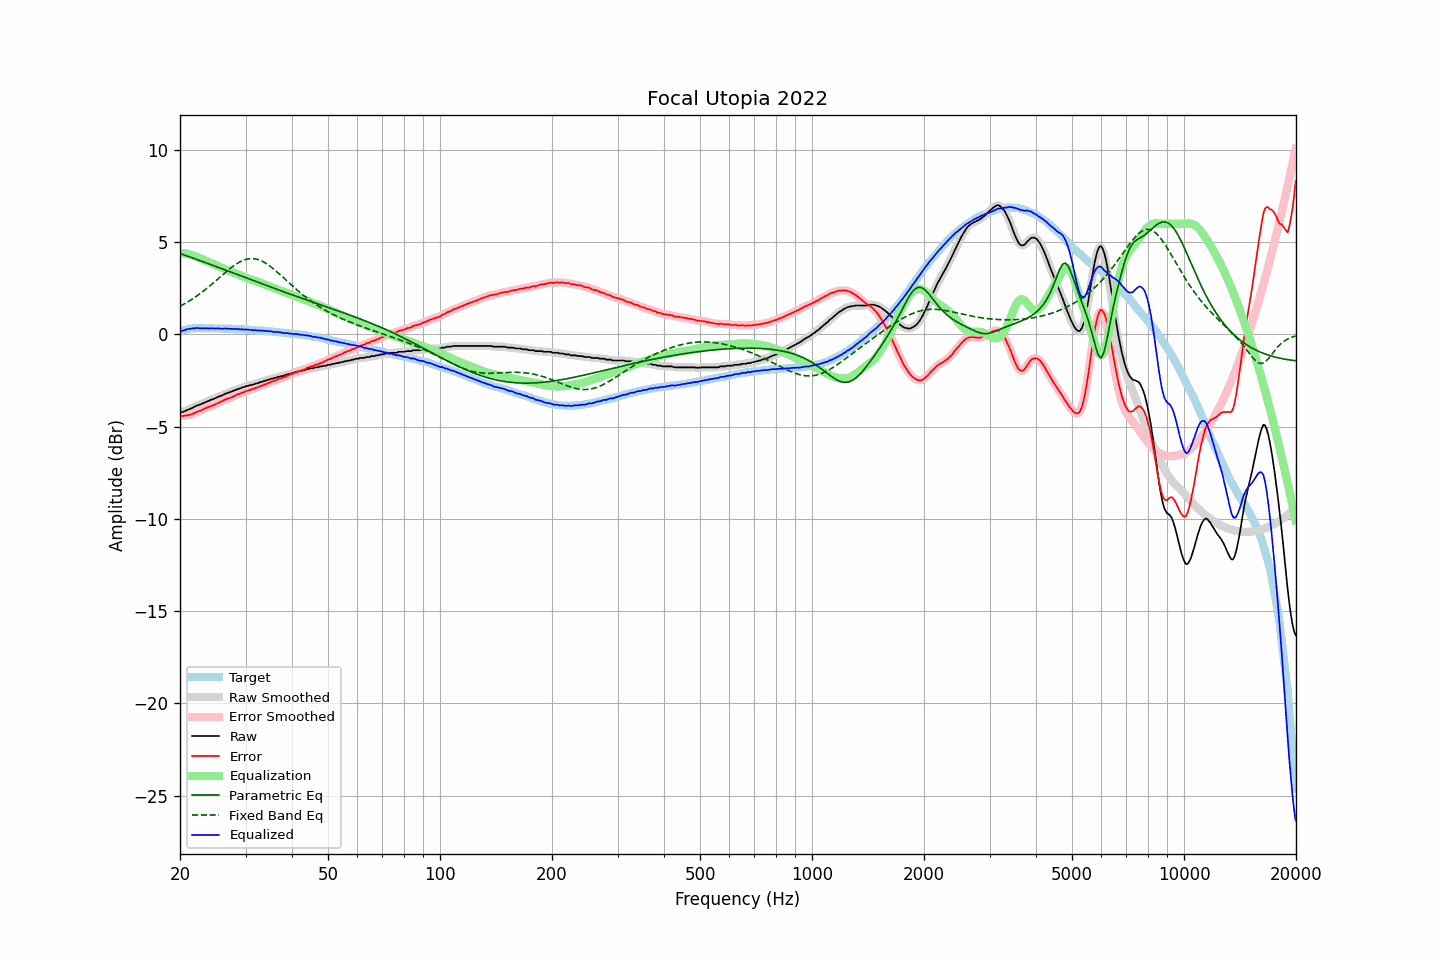 Focal Utopia 2022
Amplitude (dBr)
10
5
0
−5
−10
−15
−20
−25
Target
Raw Smoothed
Error Smoothed
Raw
Error
Equalization
Parametric Eq
Fixed Band Eq
Equalized
20 50 100 200 500 1000 2000 5000 10000 20000
Frequency (Hz)